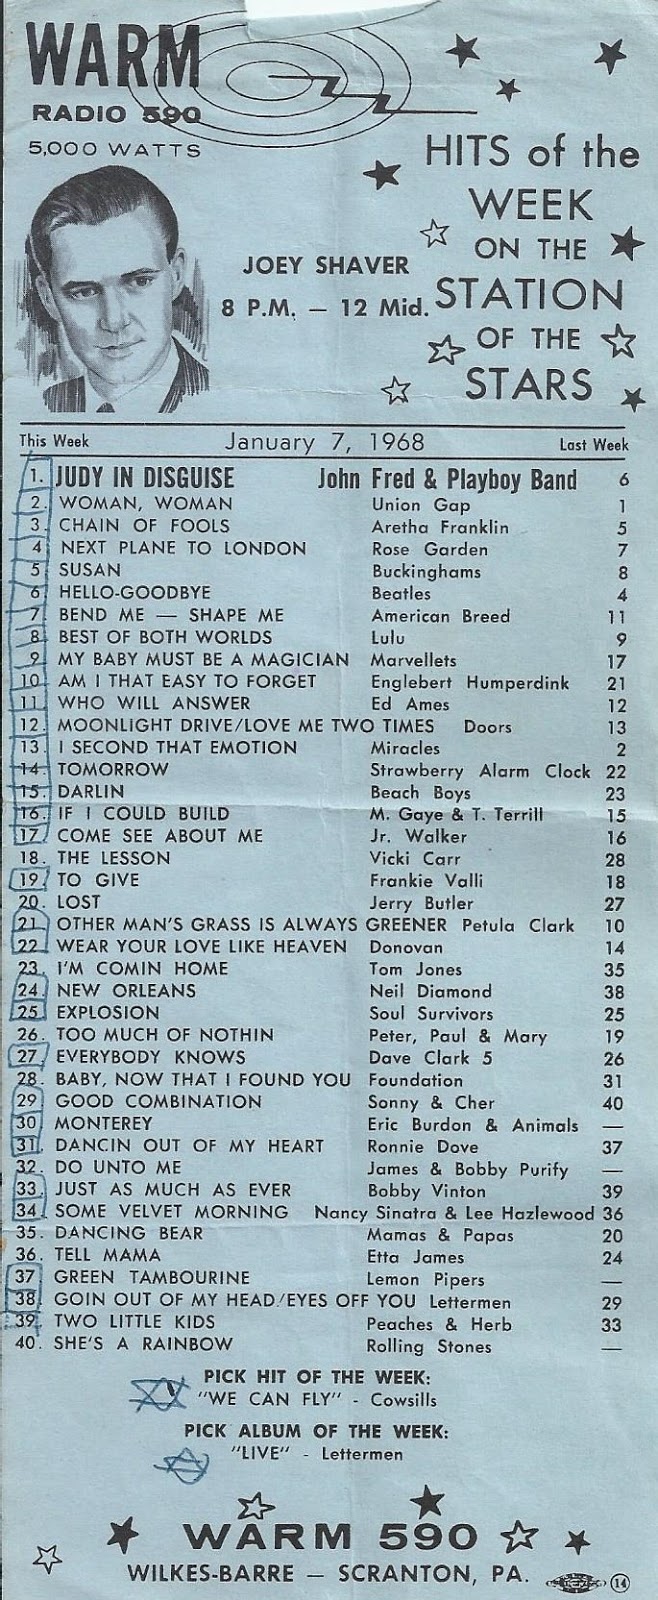 WARM
RADIO 590
5,000 WATTS
HITS of the
WEEK
ON THE
STATION
OF THE
STARS
JOEY SHAVER
8 P.M. — 12 Mid.
This Week January 7, 1968 Last Week
1. JUDY IN DISGUISE John Fred & Playboy Band 6
2. WOMAN, WOMAN Union Gap 1
3. CHAIN OF FOOLS Aretha Franklin 5
4 NEXT PLANE TO LONDON Rose Garden 7
5 SUSAN Buckinghams 8
6. HELLO-GOODBYE Beatles 4
7. BEND ME — SHAPE ME American Breed 11
8. BEST OF BOTH WORLDS Lulu 9
9. MY BABY MUST BE A MAGICIAN Marvellets 17
10. AM I THAT EASY TO FORGET Englebert Humperdink 21
11. WHO WILL ANSWER Ed Ames 12
12. MOONLIGHT DRIVE/LOVE ME TWO TIMES Doors 13
13. I SECOND THAT EMOTION Miracles 2
14. TOMORROW Strawberry Alarm Clock 22
15. DARLIN Beach Boys 23
16. IF I COULD BUILD M. Gaye & T. Terrill 15
17. COME SEE ABOUT ME Jr. Walker 16
18. THE LESSON Vicki Carr 28
19. TO GIVE Frankie Valli 18
20. LOST Jerry Butler 27
21. OTHER MAN'S GRASS IS ALWAYS GREENER Petula Clark 10
22. WEAR YOUR LOVE LIKE HEAVEN Donovan 14
23. I'M COMIN HOME Tom Jones 35
24. NEW ORLEANS Neil Diamond 38
25. EXPLOSION Soul Survivors 25
26. TOO MUCH OF NOTHIN Peter, Paul & Mary 19
27. EVERYBODY KNOWS Dave Clark 5 26
28. BABY, NOW THAT I FOUND YOU Foundation 31
29. GOOD COMBINATION Sonny & Cher 40
30. MONTEREY Eric Burdon & Animals —
31. DANCIN OUT OF MY HEART Ronnie Dove 37
32. DO UNTO ME James & Bobby Purify —
33. JUST AS MUCH AS EVER Bobby Vinton 39
34. SOME VELVET MORNING Nancy Sinatra & Lee Hazlewood 36
35. DANCING BEAR Mamas & Papas 20
36. TELL MAMA Etta James 24
37 GREEN TAMBOURINE Lemon Pipers —
38. GOIN OUT OF MY HEAD/EYES OFF YOU Lettermen 29
39. TWO LITTLE KIDS Peaches & Herb 33
40. SHE'S A RAINBOW Rolling Stones —
PICK HIT OF THE WEEK:
"WE CAN FLY" - Cowsills
PICK ALBUM OF THE WEEK:
"LIVE" - Lettermen
WARM 590
WILKES-BARRE — SCRANTON, PA. 14